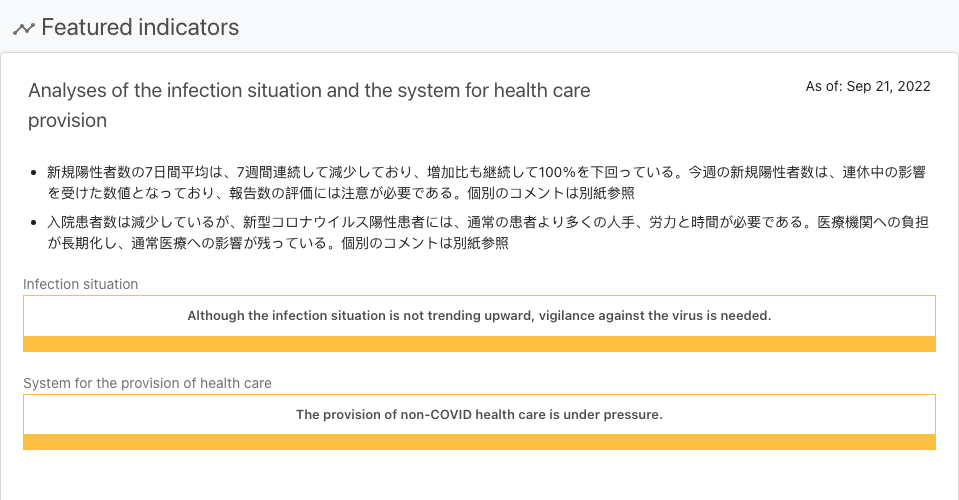 Featured indicators
Analyses of the infection situation and the system for health care
provision
As of: Sep 21, 2022
新規陽性者数の7日間平均は、7週間連続して減少しており、増加比も継続して100%を下回っている。今週の新規陽性者数は、連休中の影響
を受けた数値となっており、報告数の評価には注意が必要である。個別のコメントは別紙参照
入院患者数は減少しているが、新型コロナウイルス陽性患者には、通常の患者より多くの人手、労力と時間が必要である。医療機関への負担
が長期化し、通常医療への影響が残っている。個別のコメントは別紙参照
Infection situation
Although the infection situation is not trending upward, vigilance against the virus is needed.
System for the provision of health care
The provision of non-COVID health care is under pressure.